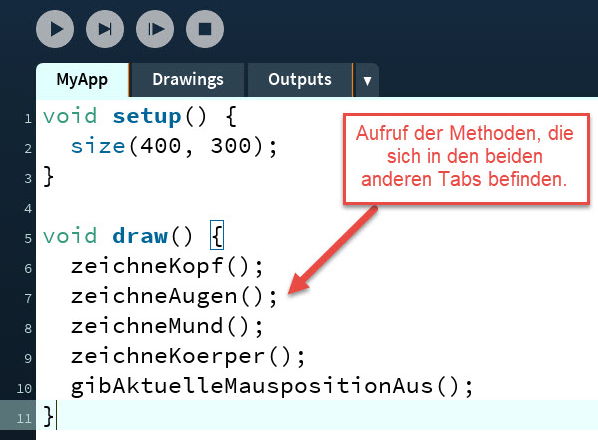 MyApp Drawings Outputs ▼
1 void setup() {
2 size(400, 300);
3 }
4
5 void draw() {
6 zeichneKopf();
7 zeichneAugen();
8 zeichneMund();
9 zeichneKoerper();
10 gibAktuelleMauspositionAus();
11 }
Aufruf der Methoden, die
sich in den beiden
anderen Tabs befinden.